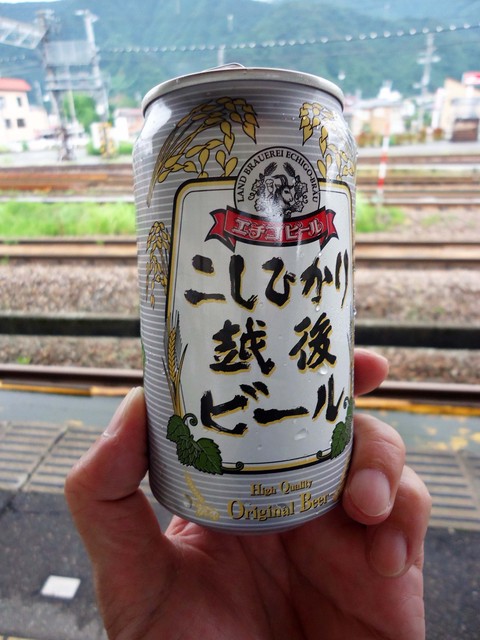 LAND BRAUEREI ECHIGO-BRÄU
エチゴビール
こしひかり
越後
ビール
High Quality
Original Beer